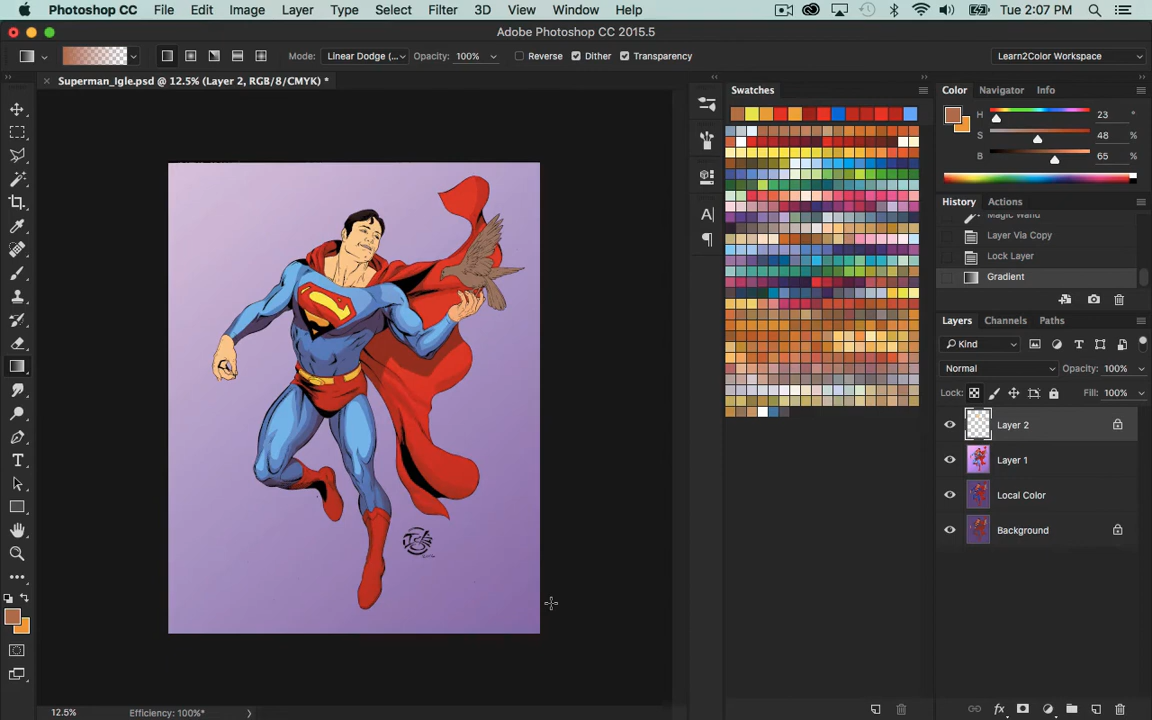 Photoshop CC File Edit Image Layer Type Select Filter 3D View Window Help Tue 2:07 PM
Adobe Photoshop CC 2015.5
Mode: Linear Dodge (... Opacity: 100% Reverse Dither Transparency Learn2Color Workspace
Superman_Igle.psd @ 12.5% (Layer 2, RGB/8/CMYK) *
Swatches
Color Navigator Info
H 23 °
S 48 %
B 65 %
History Actions
Magic Wand
Layer Via Copy
Lock Layer
Gradient
Layers Channels Paths
Kind
Normal Opacity: 100%
Lock: Fill: 100%
Layer 2
Layer 1
Local Color
Background
12.5% Efficiency: 100%*